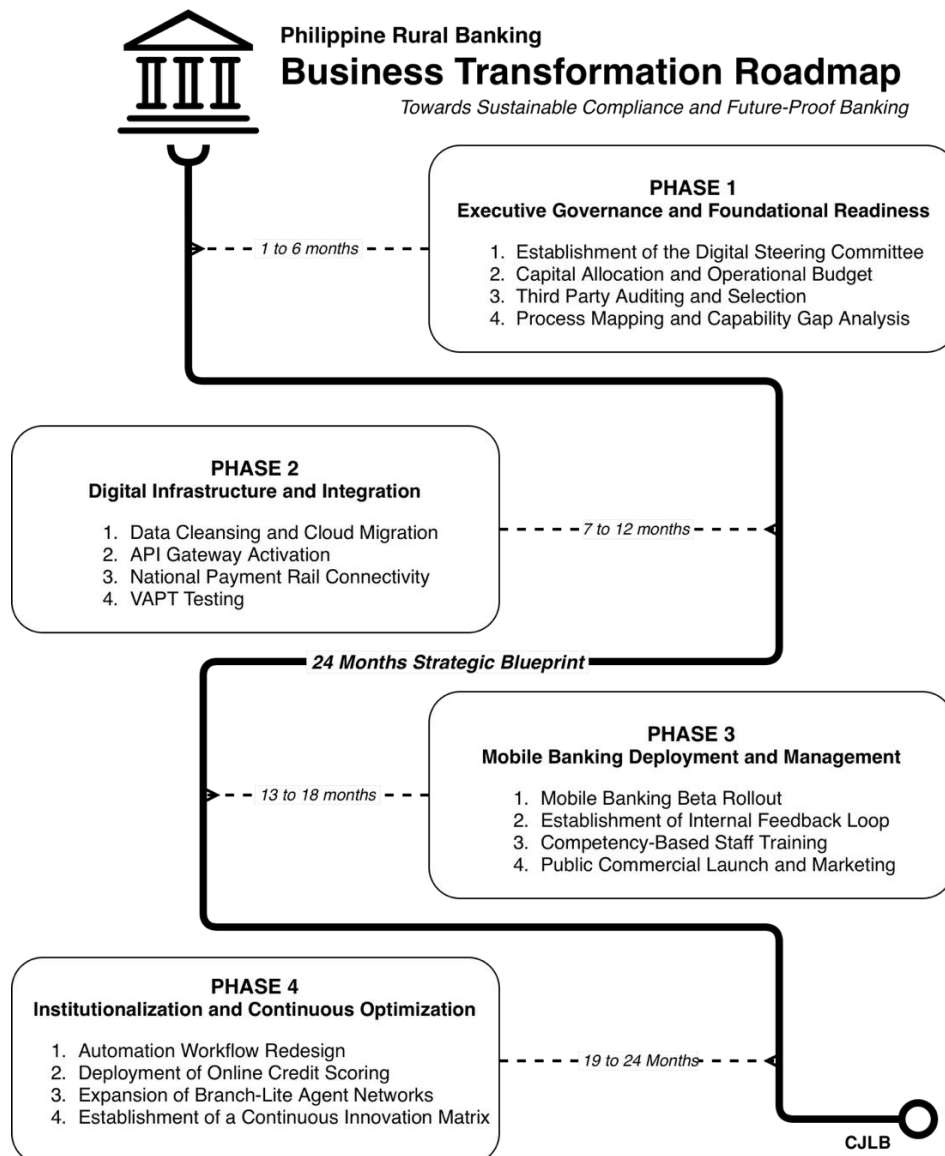 Philippine Rural Banking
Business Transformation Roadmap
Towards Sustainable Compliance and Future-Proof Banking
PHASE 1
Executive Governance and Foundational Readiness
1 to 6 months
1. Establishment of the Digital Steering Committee
2. Capital Allocation and Operational Budget
3. Third Party Auditing and Selection
4. Process Mapping and Capability Gap Analysis
PHASE 2
Digital Infrastructure and Integration
1. Data Cleansing and Cloud Migration
2. API Gateway Activation
3. National Payment Rail Connectivity
4. VAPT Testing
7 to 12 months
24 Months Strategic Blueprint
PHASE 3
Mobile Banking Deployment and Management
13 to 18 months
1. Mobile Banking Beta Rollout
2. Establishment of Internal Feedback Loop
3. Competency-Based Staff Training
4. Public Commercial Launch and Marketing
PHASE 4
Institutionalization and Continuous Optimization
1. Automation Workflow Redesign
2. Deployment of Online Credit Scoring
3. Expansion of Branch-Lite Agent Networks
4. Establishment of a Continuous Innovation Matrix
19 to 24 Months
CJLB